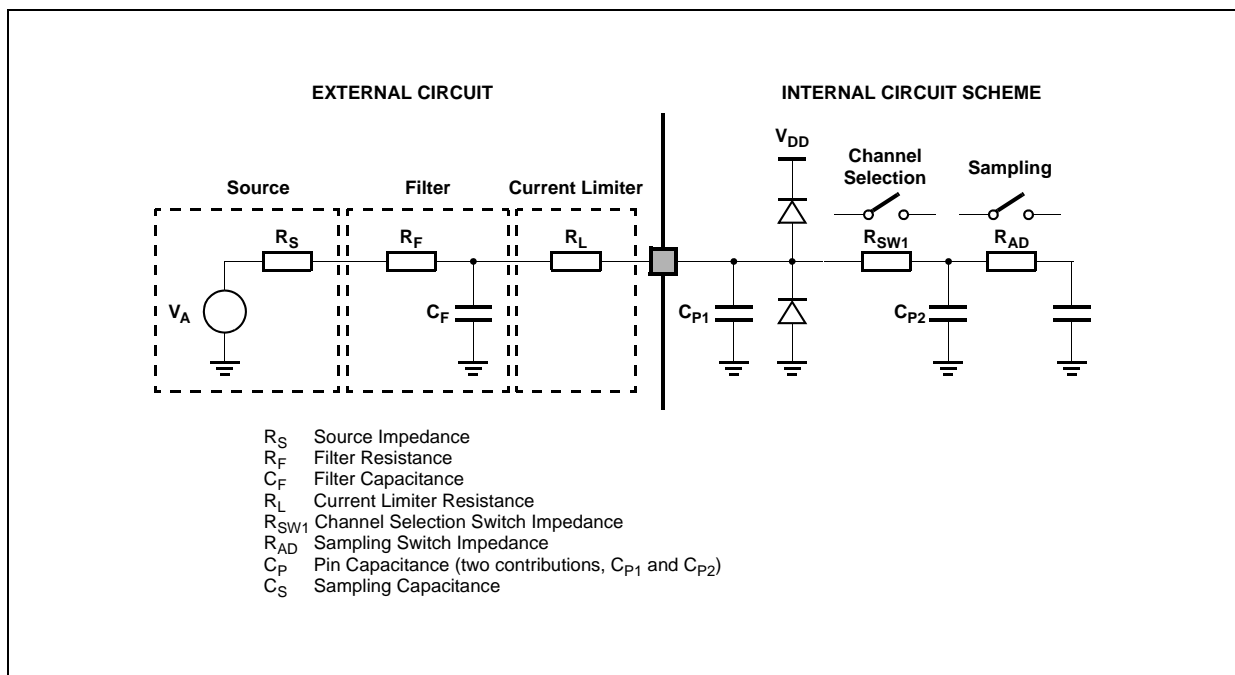 EXTERNAL CIRCUIT
INTERNAL CIRCUIT SCHEME
VDD
Channel
Selection
Sampling
Source
Filter
Current Limiter
RS
RF
RL
RSW1
RAD
VA
CF
CP1
CP2
RS Source Impedance
RF Filter Resistance
CF Filter Capacitance
RL Current Limiter Resistance
RSW1 Channel Selection Switch Impedance
RAD Sampling Switch Impedance
CP Pin Capacitance (two contributions, CP1 and CP2)
CS Sampling Capacitance